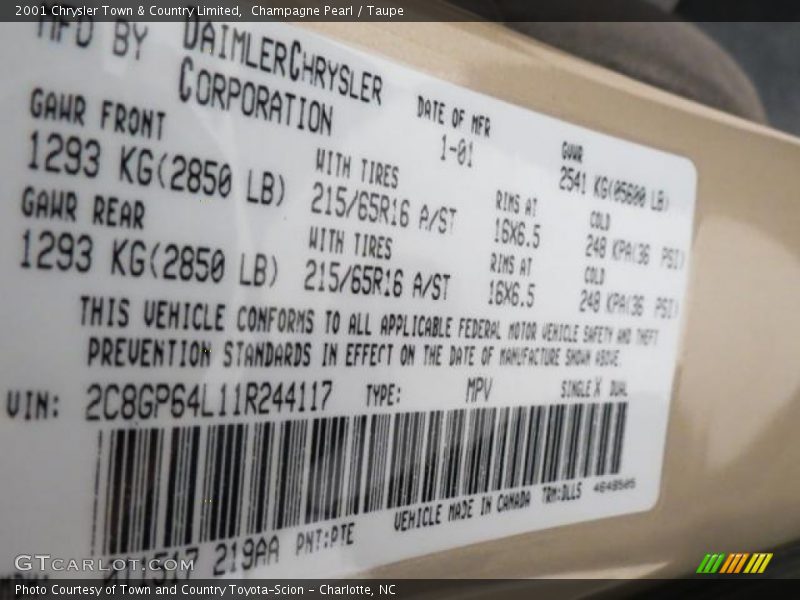 2001 Chrysler Town & Country Limited,  Champagne Pearl / Taupe
MFD BY DAIMLERCHRYSLER
CORPORATION
DATE OF MFR
1-01
GVWR
2541 KG(05600 LB)
GAWR FRONT
1293 KG(2850 LB)
WITH TIRES
215/65R16 A/ST
RIMS AT
16X6.5
COLD
248 KPA(36 PSI)
GAWR REAR
1293 KG(2850 LB)
WITH TIRES
215/65R16 A/ST
RIMS AT
16X6.5
COLD
248 KPA(36 PSI)
THIS VEHICLE CONFORMS TO ALL APPLICABLE FEDERAL MOTOR VEHICLE SAFETY AND THEFT
PREVENTION STANDARDS IN EFFECT ON THE DATE OF MANUFACTURE SHOWN ABOVE.
VIN: 2C8GP64L11R244117 TYPE: MPV SINGLE X DUAL
219AA PNT:PTE VEHICLE MADE IN CANADA TRM:DLLS
GTCARLOT.COM
Photo Courtesy of Town and Country Toyota-Scion - Charlotte, NC